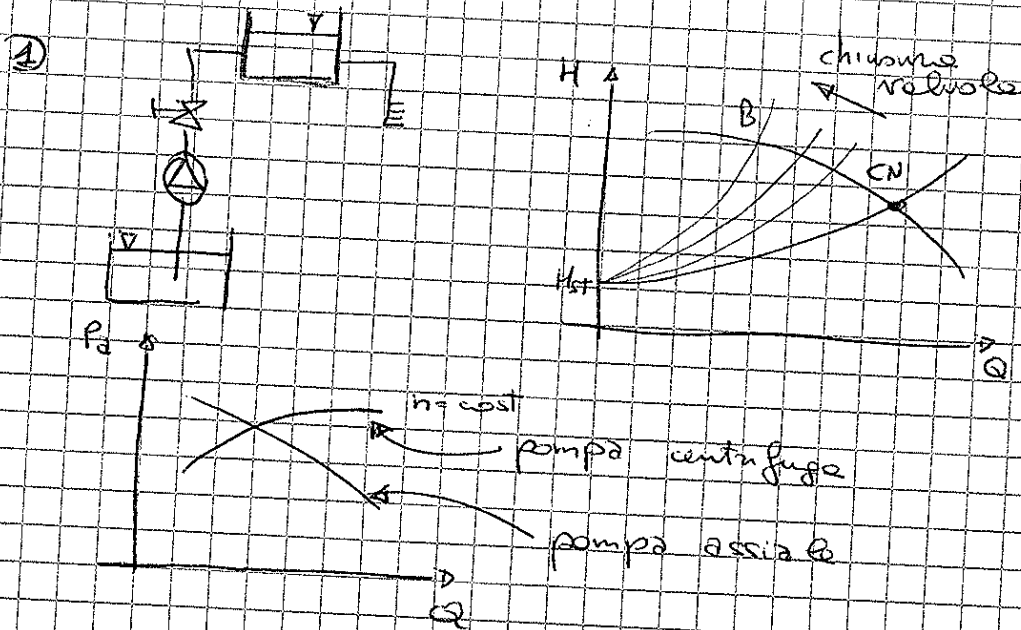 1
H
chiusura
valvola
B
CN
Hst
Q
Pa
n = cost
pompa centrifuga
pompa assiale
Q